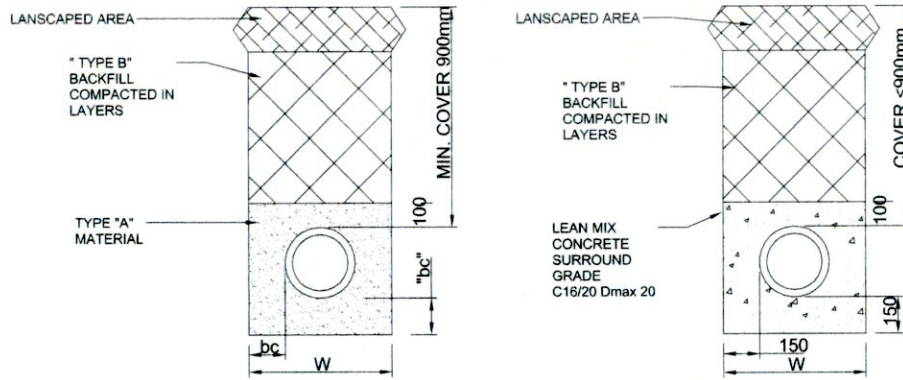 LANSCAPED AREA
" TYPE B"
BACKFILL
COMPACTED IN
LAYERS
TYPE "A"
MATERIAL
MIN. COVER 900mm
100
"bc"
bc
W
LANSCAPED AREA
" TYPE B"
BACKFILL
COMPACTED IN
LAYERS
LEAN MIX
CONCRETE
SURROUND
GRADE
C16/20 Dmax 20
COVER <900mm
100
150
150
W